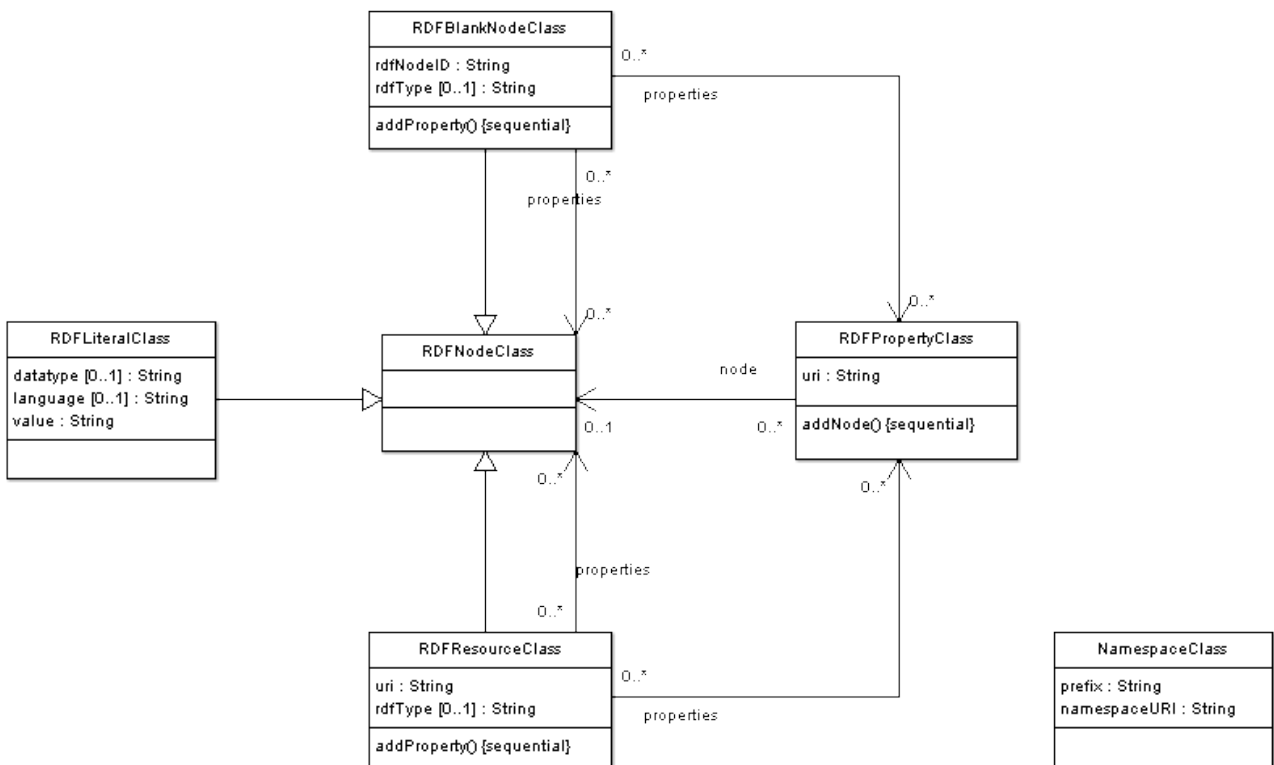 RDFBlankNodeClass
rdfNodeID : String
rdfType [0..1] : String
addProperty() {sequential}
0..*
properties
0..*
properties
0..*
0..*
RDFLiteralClass
datatype [0..1] : String
language [0..1] : String
value : String
RDFNodeClass
RDFPropertyClass
uri : String
addNode() {sequential}
node
0..1
0..*
0..*
0..*
properties
0..*
RDFResourceClass
uri : String
rdfType [0..1] : String
addProperty() {sequential}
0..*
properties
NamespaceClass
prefix : String
namespaceURI : String